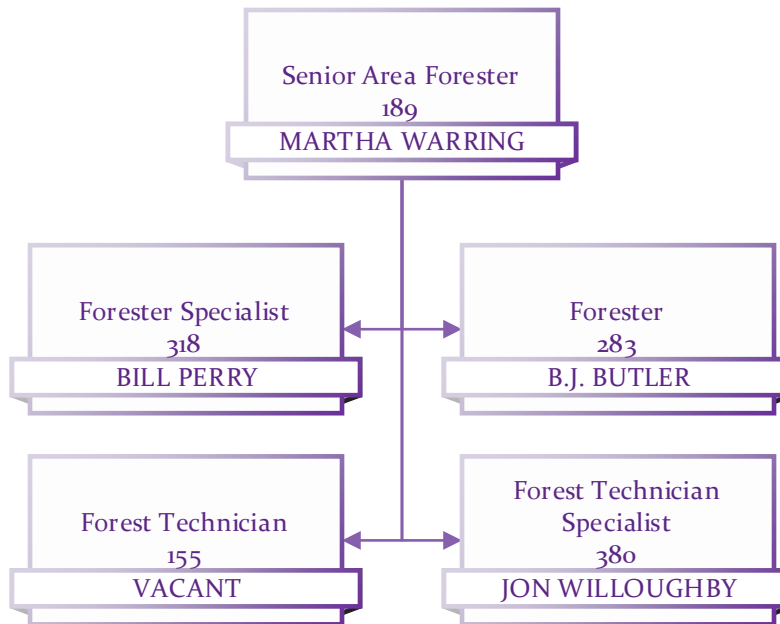 Senior Area Forester
189
MARTHA WARRING
Forester Specialist
318
BILL PERRY
Forester
283
B.J. BUTLER
Forest Technician
155
VACANT
Forest Technician
Specialist
380
JON WILLOUGHBY